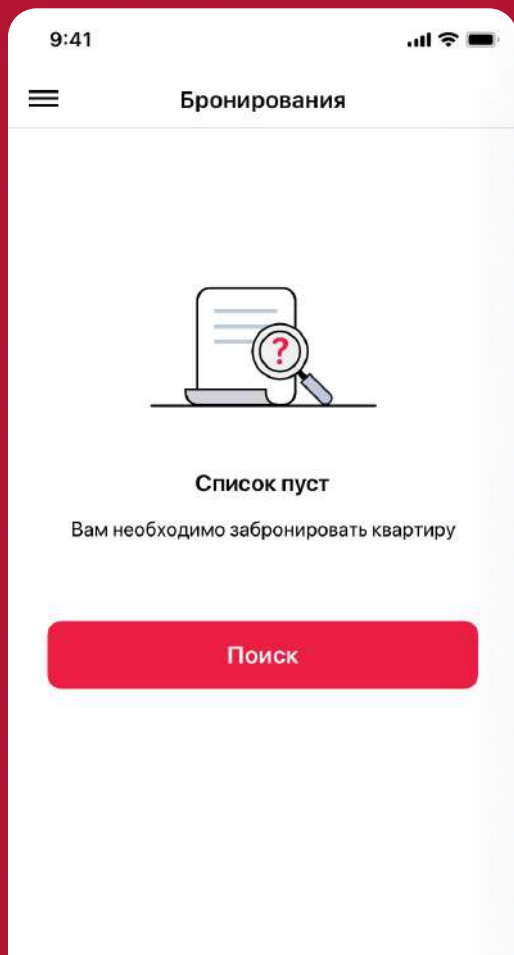 9:41
Бронирования
?
Список пуст
Вам необходимо забронировать квартиру
Поиск